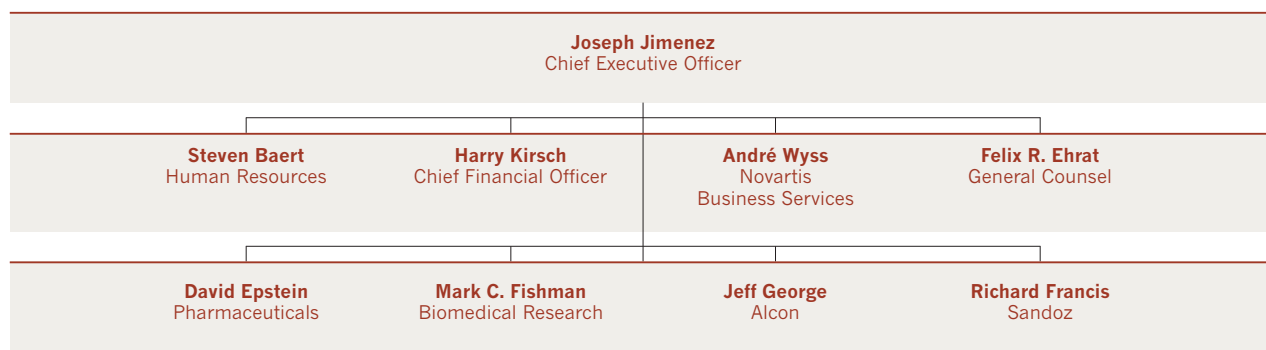 Joseph Jimenez
Chief Executive Officer
Steven Baert
Human Resources
Harry Kirsch
Chief Financial Officer
André Wyss
Novartis
Business Services
Felix R. Ehrat
General Counsel
David Epstein
Pharmaceuticals
Mark C. Fishman
Biomedical Research
Jeff George
Alcon
Richard Francis
Sandoz